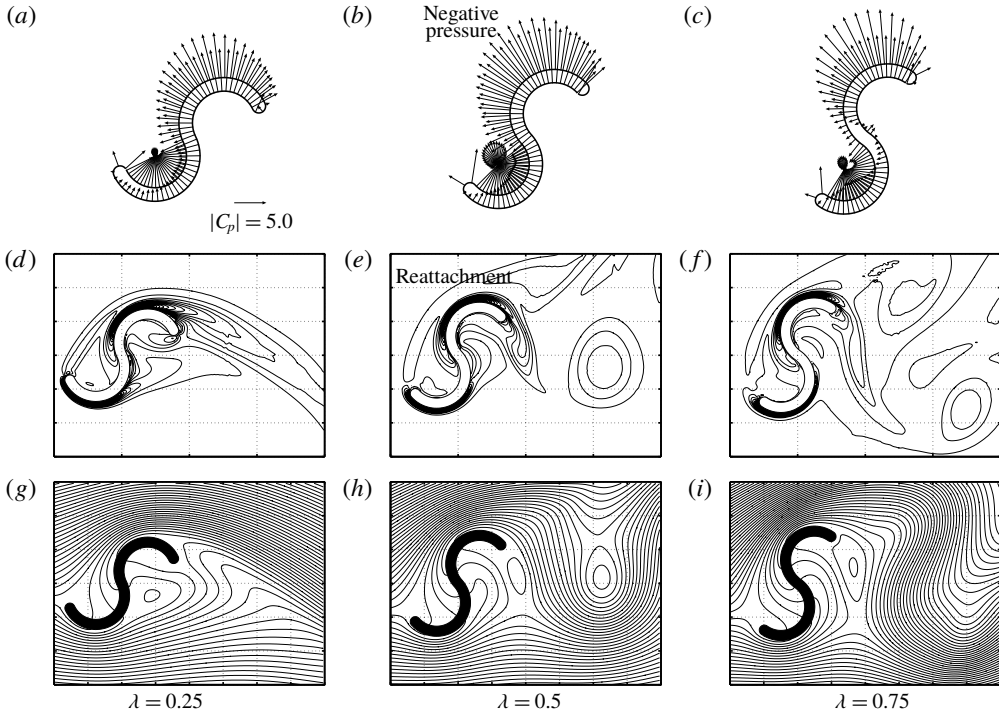 (a)
(b)
(c)
Negative
pressure
|Cp| = 5.0
(d)
(e)
(f)
Reattachment
(g)
(h)
(i)
λ = 0.25
λ = 0.5
λ = 0.75